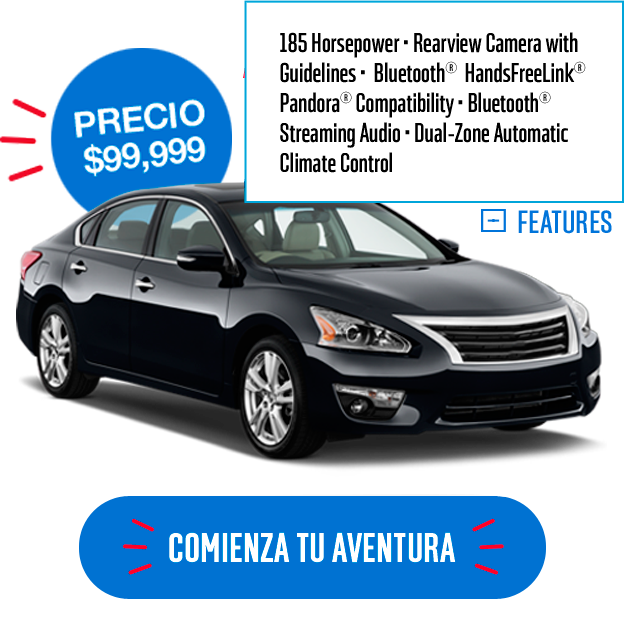 185 Horsepower • Rearview Camera with
Guidelines • Bluetooth® HandsFreeLink®
Pandora® Compatibility • Bluetooth®
Streaming Audio • Dual-Zone Automatic
Climate Control
PRECIO
$99,999
FEATURES
COMIENZA TU AVENTURA